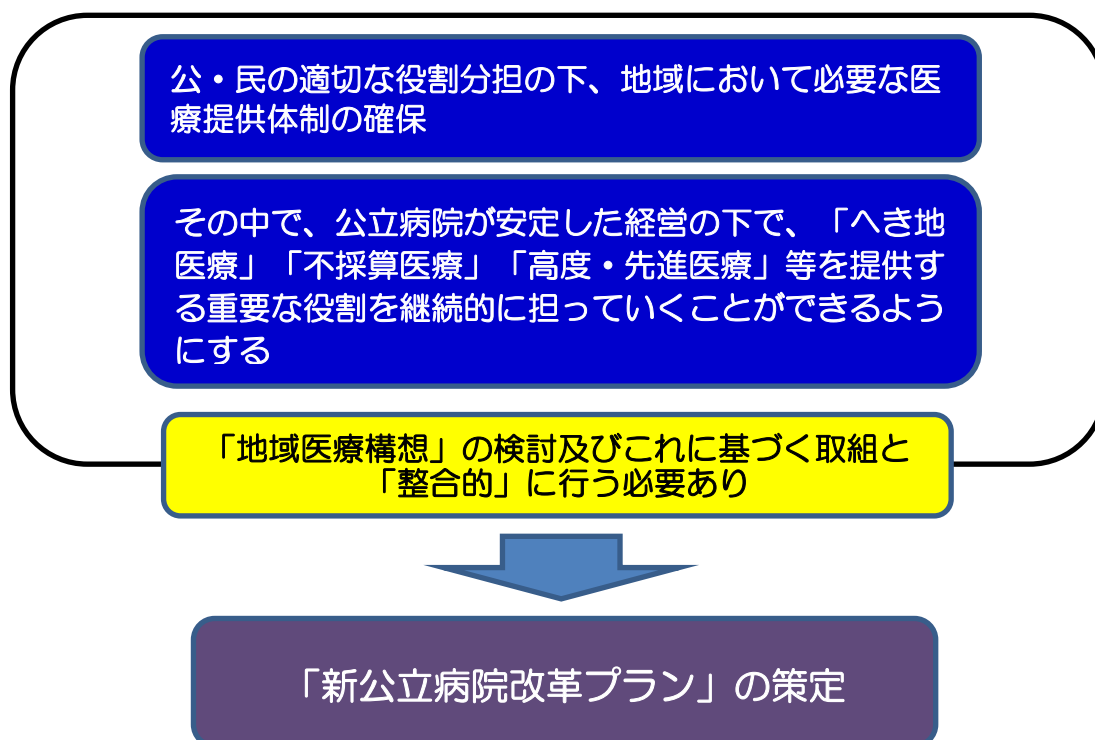 公・民の適切な役割分担の下、地域において必要な医
療提供体制の確保
その中で、公立病院が安定した経営の下で、「へき地
医療」「不採算医療」「高度・先進医療」等を提供す
る重要な役割を継続的に担っていくことができるよう
にする
「地域医療構想」の検討及びこれに基づく取組と
「整合的」に行う必要あり
「新公立病院改革プラン」の策定